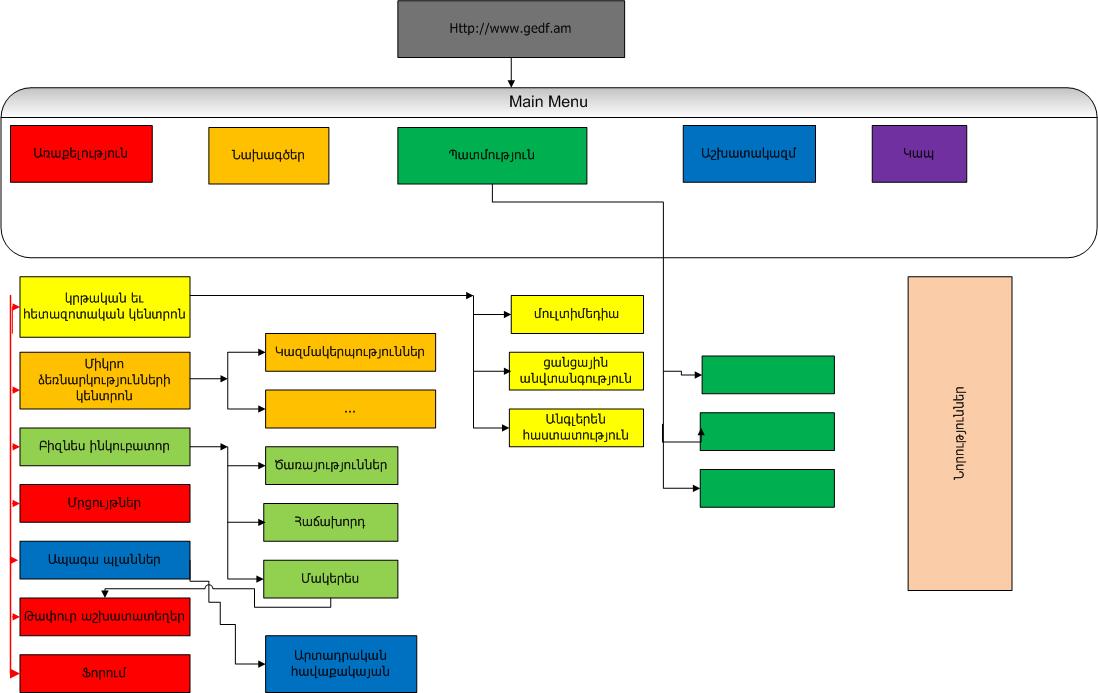 Http://www.gedf.am
Main Menu
Առաքելություն
Նախագծեր
Պատմություն
Աշխատակազմ
Կապ
կրթական եւ
հետազոտական կենտրոն
մուլտիմեդիա
Կազմակերպություններ
Միկրո
ձեռնարկությունների
կենտրոն
ցանցային
անվտանգություն
...
Անգլերեն
հաստատություն
Նորություններ
Բիզնես ինկուբատոր
Ծառայություններ
Մրցույթներ
Հաճախորդ
Ապագա պլաններ
Մակերես
Թափուր աշխատատեղեր
Արտադրական
հավաքակայան
Ֆորում